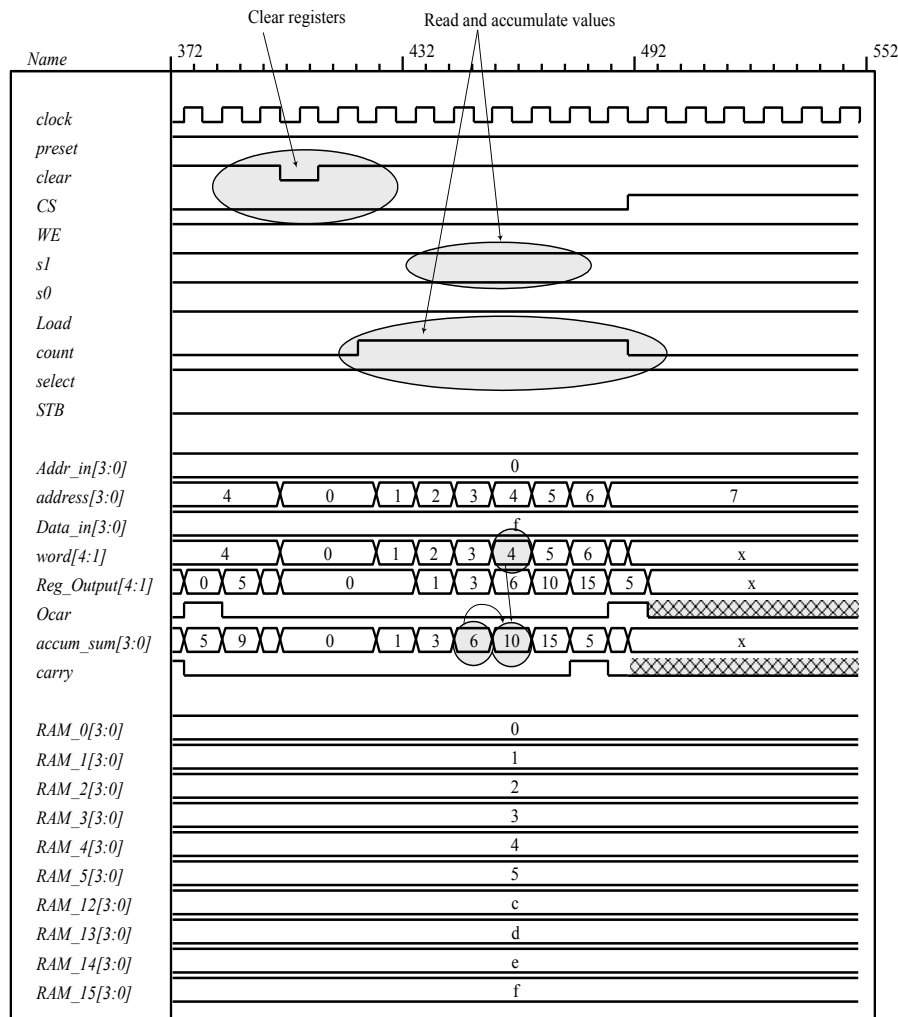 Clear registers
Read and accumulate values
Name 372 432 492 552
clock
preset
clear
CS
WE
s1
s0
Load
count
select
STB
Addr_in[3:0] 0
address[3:0] 4 0 1 2 3 4 5 6 7
Data_in[3:0] f
word[4:1] 4 0 1 2 3 4 5 6 x
Reg_Output[4:1] 0 5 0 1 3 6 10 15 5 x
Ocar
accum_sum[3:0] 5 9 0 1 3 6 10 15 5 x
carry
RAM_0[3:0] 0
RAM_1[3:0] 1
RAM_2[3:0] 2
RAM_3[3:0] 3
RAM_4[3:0] 4
RAM_5[3:0] 5
RAM_12[3:0] c
RAM_13[3:0] d
RAM_14[3:0] e
RAM_15[3:0] f